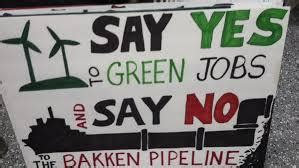 SAY YES
TO GREEN JOBS
AND SAY NO
TO THE BAKKEN PIPELINE